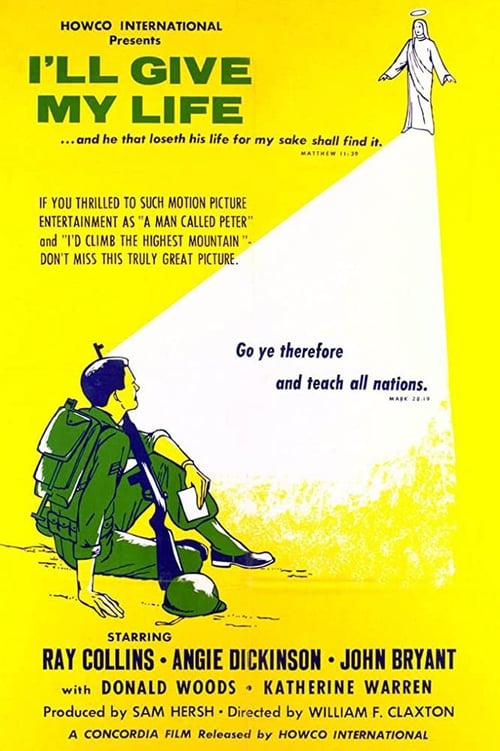 HOWCO INTERNATIONAL
Presents
I'LL GIVE
MY LIFE
...and he that loseth his life for my sake shall find it.
MATTHEW 11:39
IF YOU THRILLED TO SUCH MOTION PICTURE
ENTERTAINMENT AS "A MAN CALLED PETER"
and "I'D CLIMB THE HIGHEST MOUNTAIN"-
DON'T MISS THIS TRULY GREAT PICTURE.
Go ye therefore
and teach all nations.
MARK 28:19
STARRING
RAY COLLINS • ANGIE DICKINSON • JOHN BRYANT
with DONALD WOODS • KATHERINE WARREN
Produced by SAM HERSH • Directed by WILLIAM F. CLAXTON
A CONCORDIA FILM Released by HOWCO INTERNATIONAL